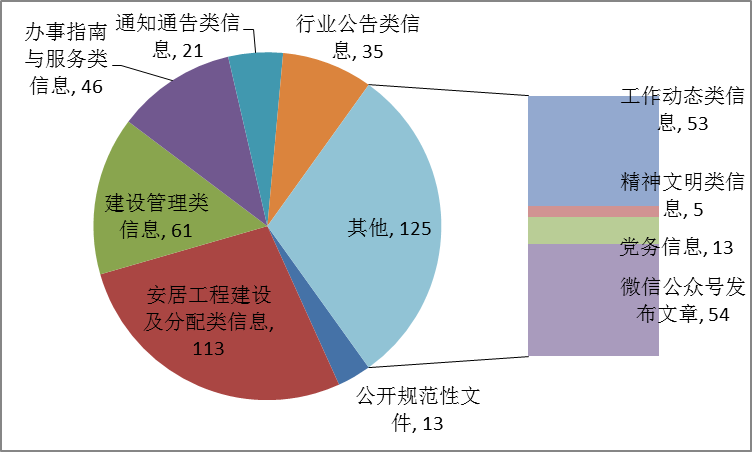 办事指南
与服务类
信息, 46
通知通告类信
息, 21
行业公告类信
息, 35
建设管理类
信息, 61
其他, 125
安居工程建设
及分配类信息,
113
公开规范性文
件, 13
工作动态类信
息, 53
精神文明类信
息, 5
党务信息, 13
微信公众号发
布文章, 54